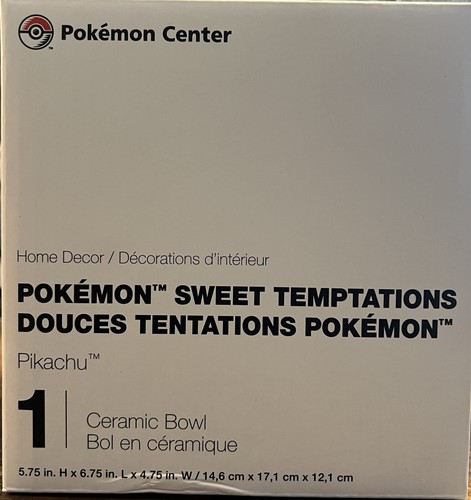 Pokémon Center
Home Decor / Décorations d'intérieur
POKÉMON™ SWEET TEMPTATIONS
DOUCES TENTATIONS POKÉMON™
Pikachu™
1
Ceramic Bowl
Bol en céramique
5.75 in. H x 6.75 in. L x 4.75 in. W / 14,6 cm x 17,1 cm x 12,1 cm